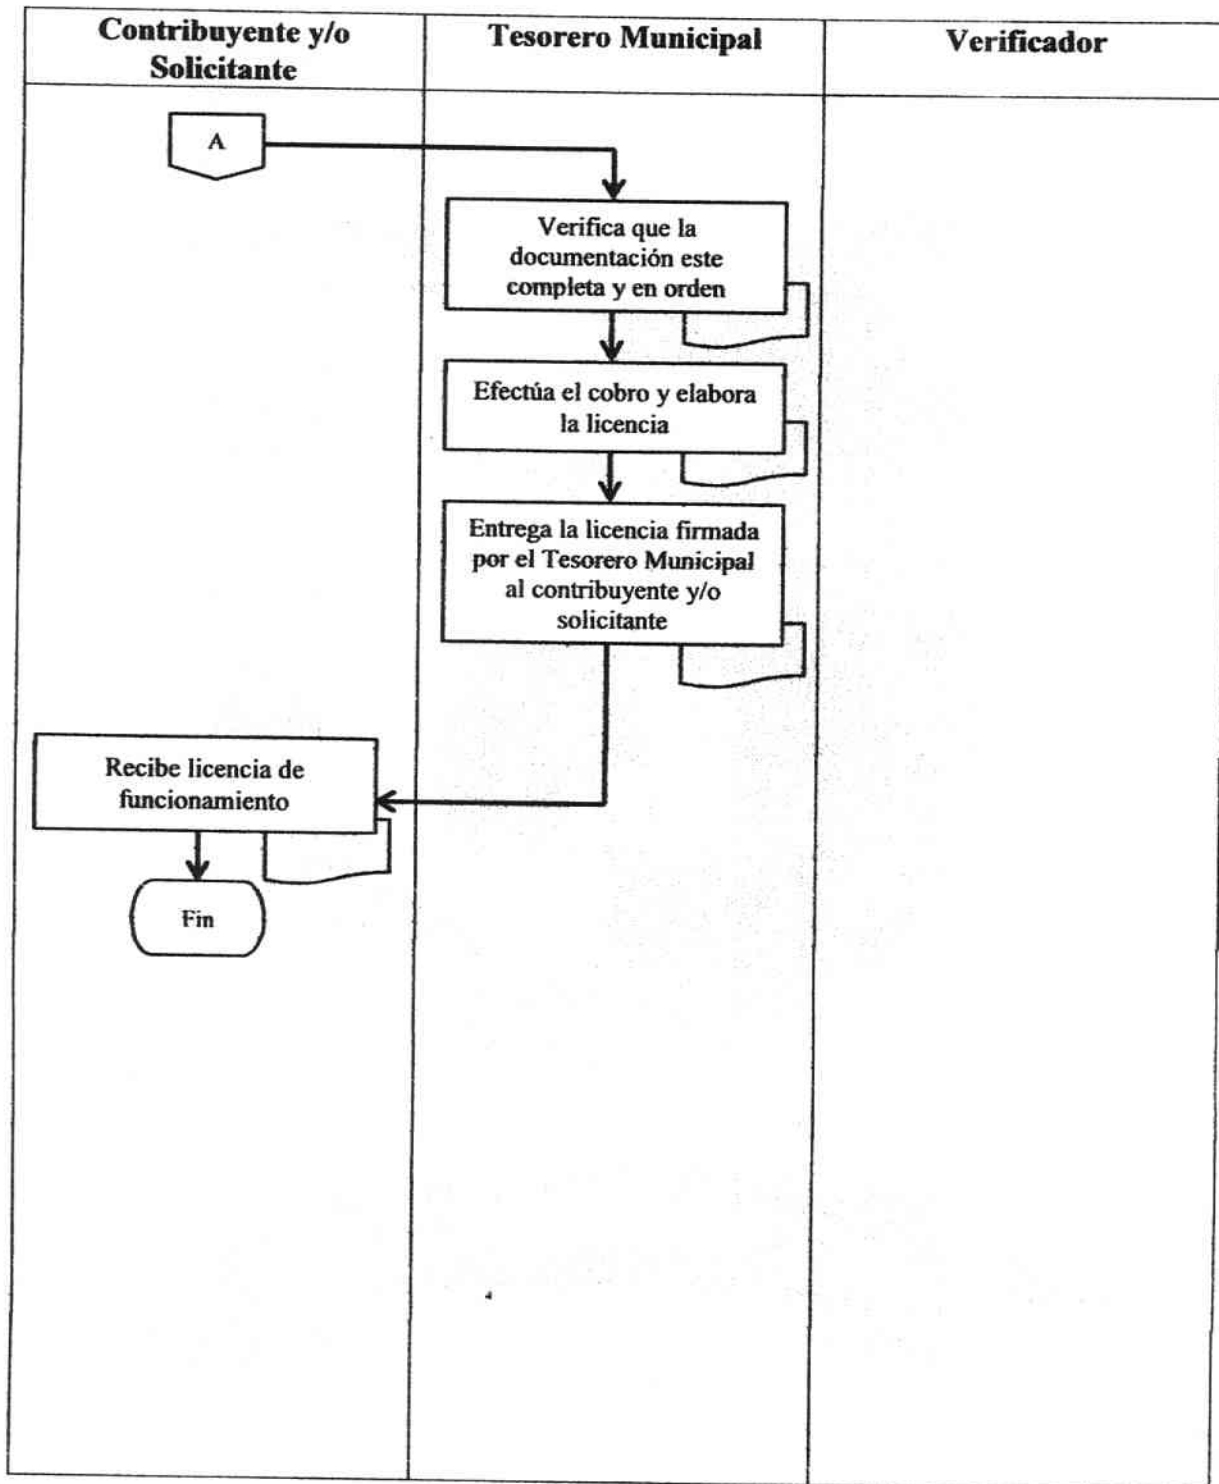 Contribuyente y/o
Solicitante
Tesorero Municipal
Verificador
A
Verifica que la
documentación este
completa y en orden
Efectúa el cobro y elabora
la licencia
Entrega la licencia firmada
por el Tesorero Municipal
al contribuyente y/o
solicitante
Recibe licencia de
funcionamiento
Fin